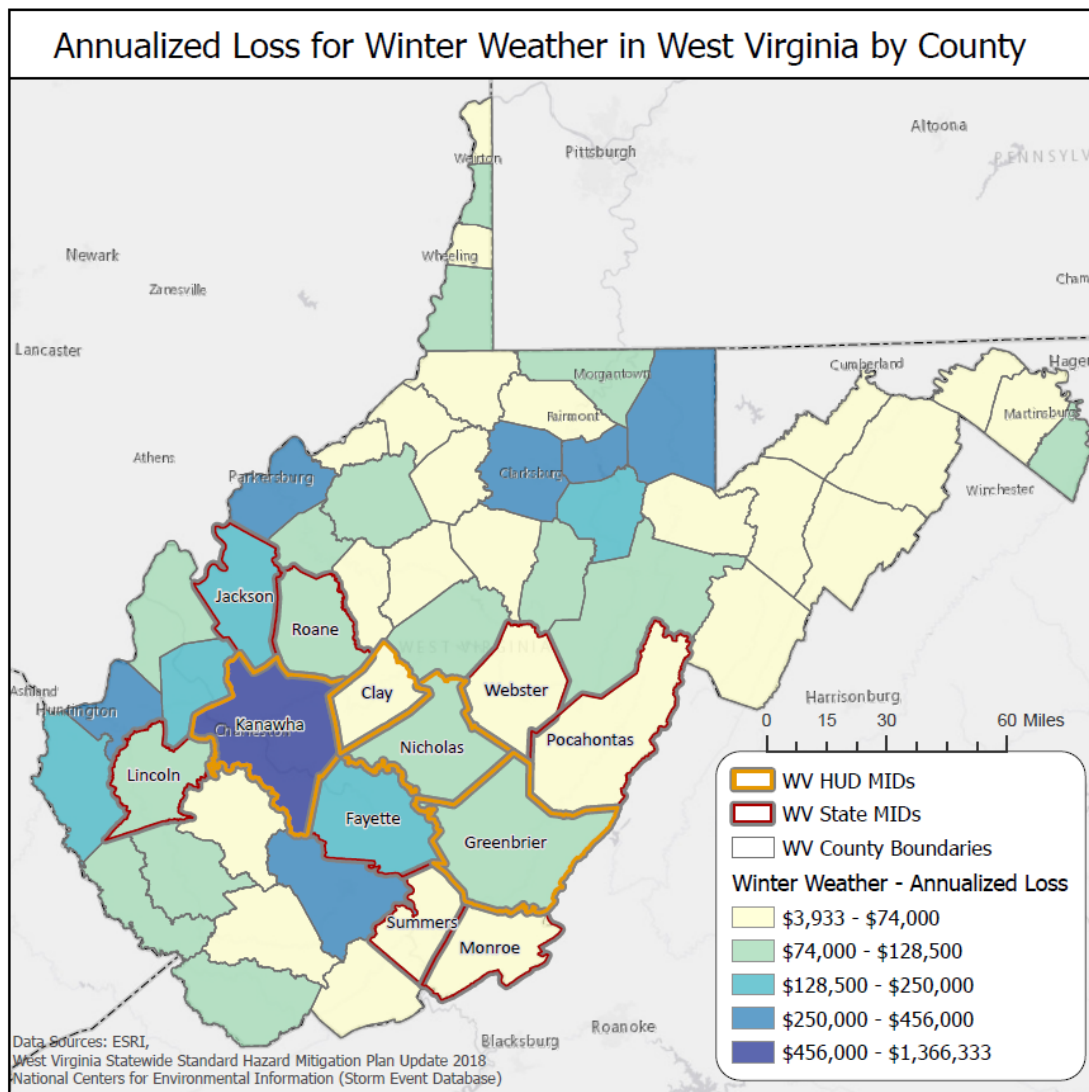 Annualized Loss for Winter Weather in West Virginia by County
Altoona
Pittsburgh
Weirton
PENNSYLV
Newark
Wheeling
Zanesville
Cham
Lancaster
Cumberland
Hager
Morgantown
Martinsburg
Fairmont
Athens
Clarksburg
Parkersburg
Winchester
Jackson
Roane
WEST VIRGINIA
Ashland
Clay
Webster
Harrisonburg
Huntington
Kanawha
Charleston
Pocahontas
0 15 30 60 Miles
Nicholas
Lincoln
WV HUD MIDs
WV State MIDs
Fayette
Greenbrier
WV County Boundaries
Winter Weather - Annualized Loss
$3,933 - $74,000
Summers
Monroe
$74,000 - $128,500
$128,500 - $250,000
$250,000 - $456,000
$456,000 - $1,366,333
Roanoke
Blacksburg
Data Sources: ESRI,
West Virginia Statewide Standard Hazard Mitigation Plan Update 2018
National Centers for Environmental Information (Storm Event Database)